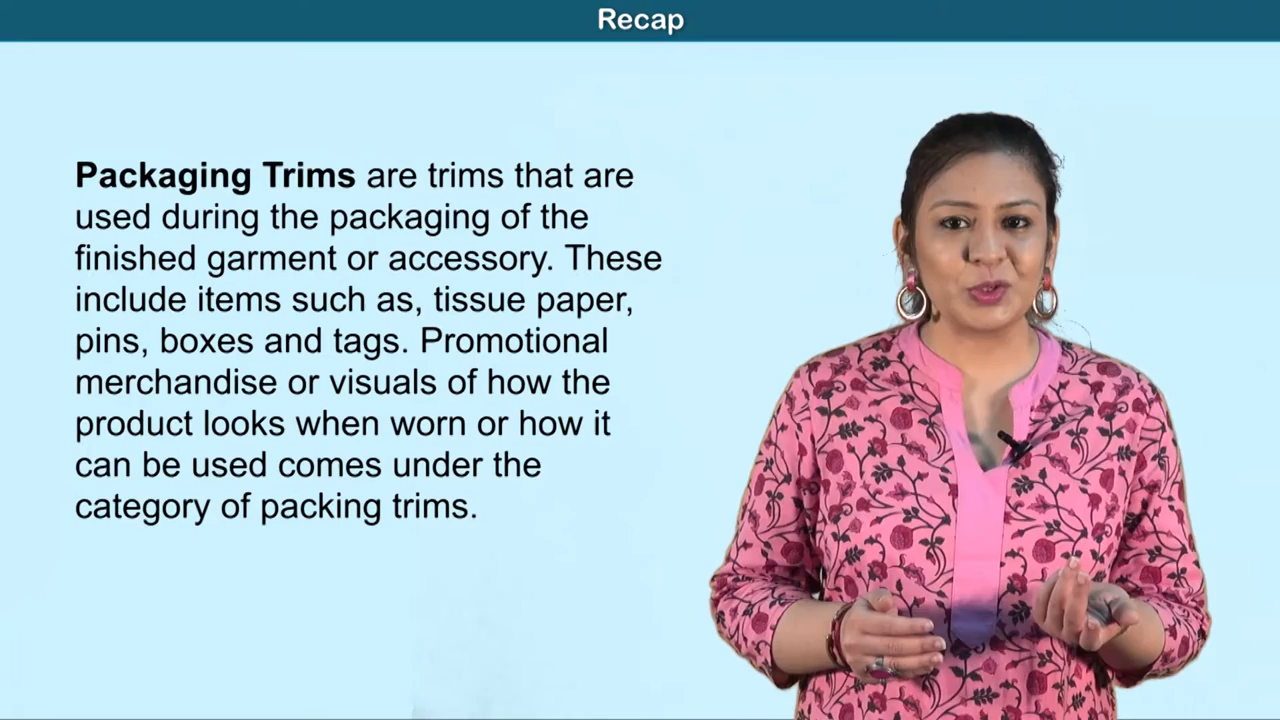 Recap
Packaging Trims are trims that are
used during the packaging of the
finished garment or accessory. These
include items such as, tissue paper,
pins, boxes and tags. Promotional
merchandise or visuals of how the
product looks when worn or how it
can be used comes under the
category of packing trims.